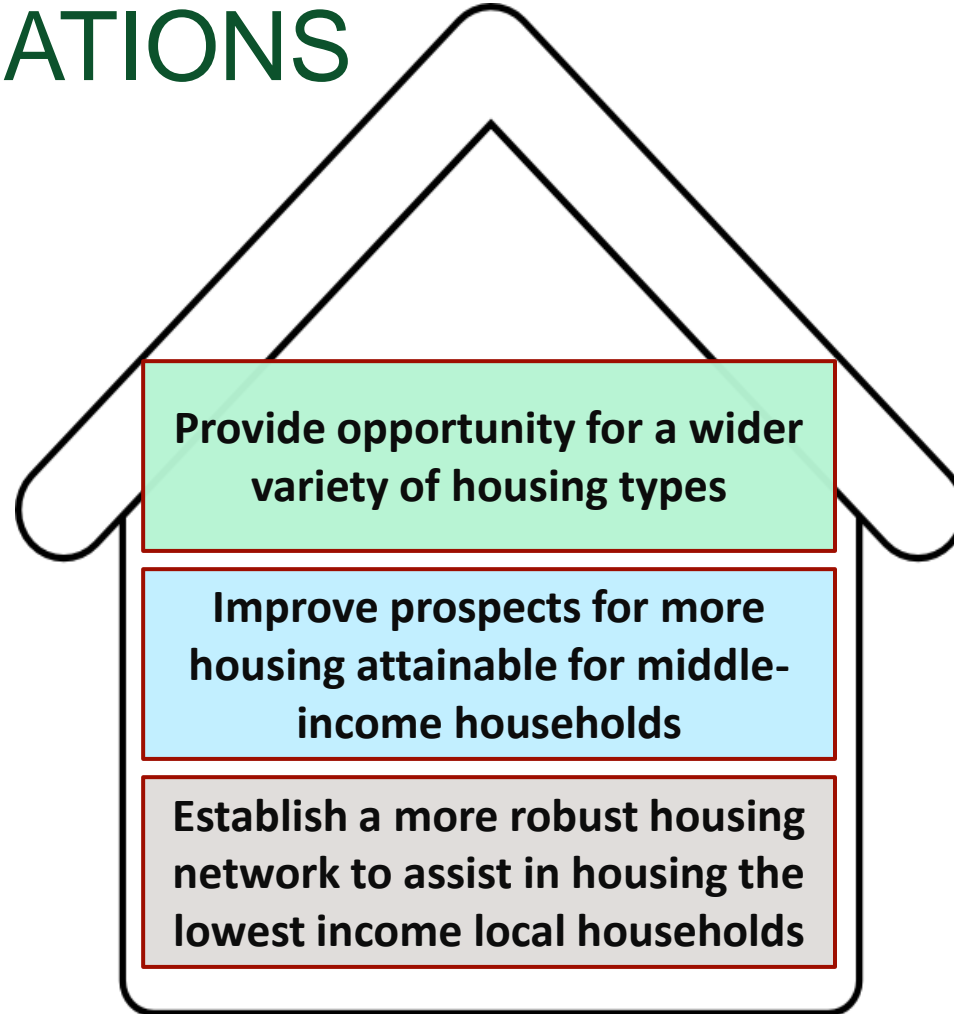 ATIONS
Provide opportunity for a wider
variety of housing types
Improve prospects for more
housing attainable for middle-
income households
Establish a more robust housing
network to assist in housing the
lowest income local households